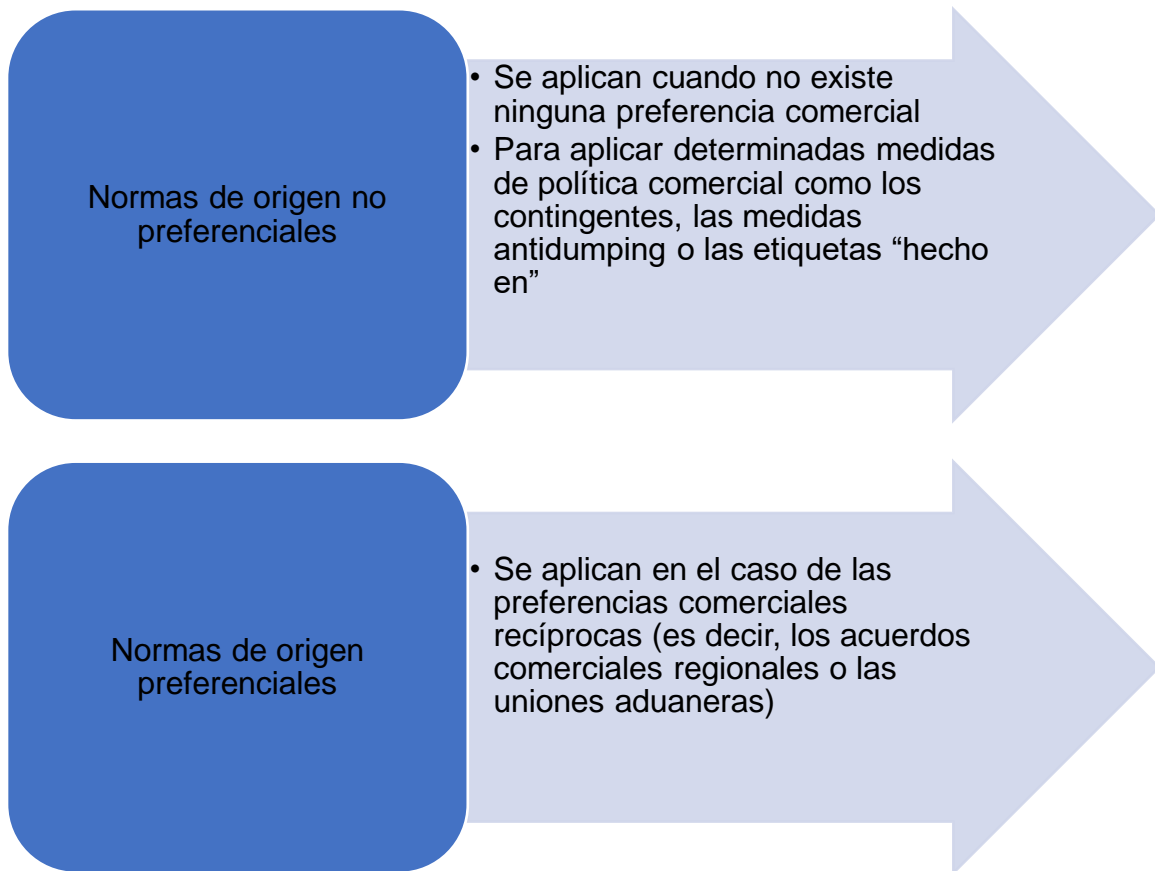 Normas de origen no
preferenciales
• Se aplican cuando no existe
ninguna preferencia comercial
• Para aplicar determinadas medidas
de política comercial como los
contingentes, las medidas
antidumping o las etiquetas “hecho
en”
Normas de origen
preferenciales
• Se aplican en el caso de las
preferencias comerciales
recíprocas (es decir, los acuerdos
comerciales regionales o las
uniones aduaneras)